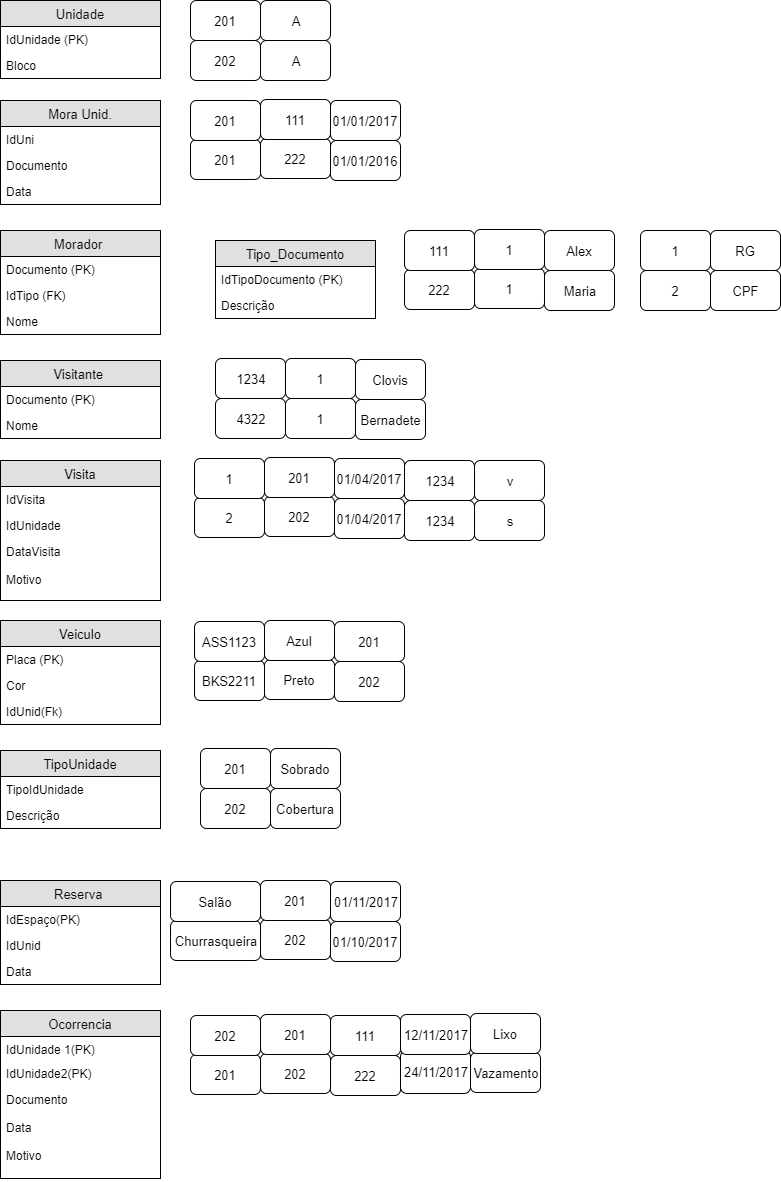 Unidade
IdUnidade (PK)
Bloco
201 A
202 A
Mora Unid.
IdUni
Documento
Data
201 111 01/01/2017
201 222 01/01/2016
Morador
Documento (PK)
IdTipo (FK)
Nome
Tipo_Documento
IdTipoDocumento (PK)
Descrição
111 1 Alex
222 1 Maria
1 RG
2 CPF
Visitante
Documento (PK)
Nome
1234 1 Clovis
4322 1 Bernadete
Visita
IdVisita
IdUnidade
DataVisita
Motivo
1 201 01/04/2017 1234 v
2 202 01/04/2017 1234 s
Veiculo
Placa (PK)
Cor
IdUnid(Fk)
ASS1123 Azul 201
BKS2211 Preto 202
TipoUnidade
TipoIdUnidade
Descrição
201 Sobrado
202 Cobertura
Reserva
IdEspaço(PK)
IdUnid
Data
Salão 201 01/11/2017
Churrasqueira 202 01/10/2017
Ocorrencia
IdUnidade 1(PK)
IdUnidade2(PK)
Documento
Data
Motivo
202 201 111 12/11/2017 Lixo
201 202 222 24/11/2017 Vazamento